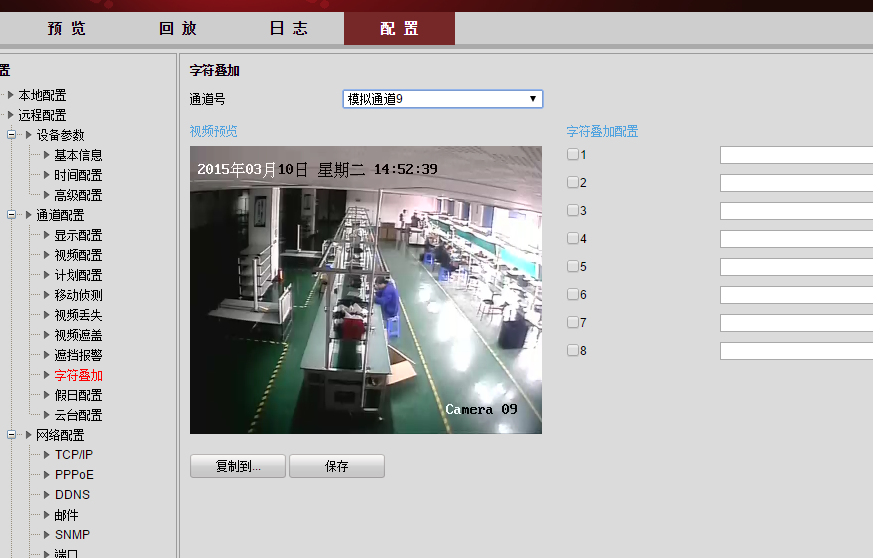 预览 回放 日志 配置
置
本地配置
远程配置
设备参数
基本信息
时间配置
高级配置
通道配置
显示配置
视频配置
计划配置
移动侦测
视频丢失
视频遮盖
遮挡报警
字符叠加
假日配置
云台配置
网络配置
TCP/IP
PPPoE
DDNS
邮件
SNMP
端口
字符叠加
通道号 模拟通道9
视频预览
2015年03月10日 星期二 14:52:39
Camera 09
复制到... 保存
字符叠加配置
1
2
3
4
5
6
7
8